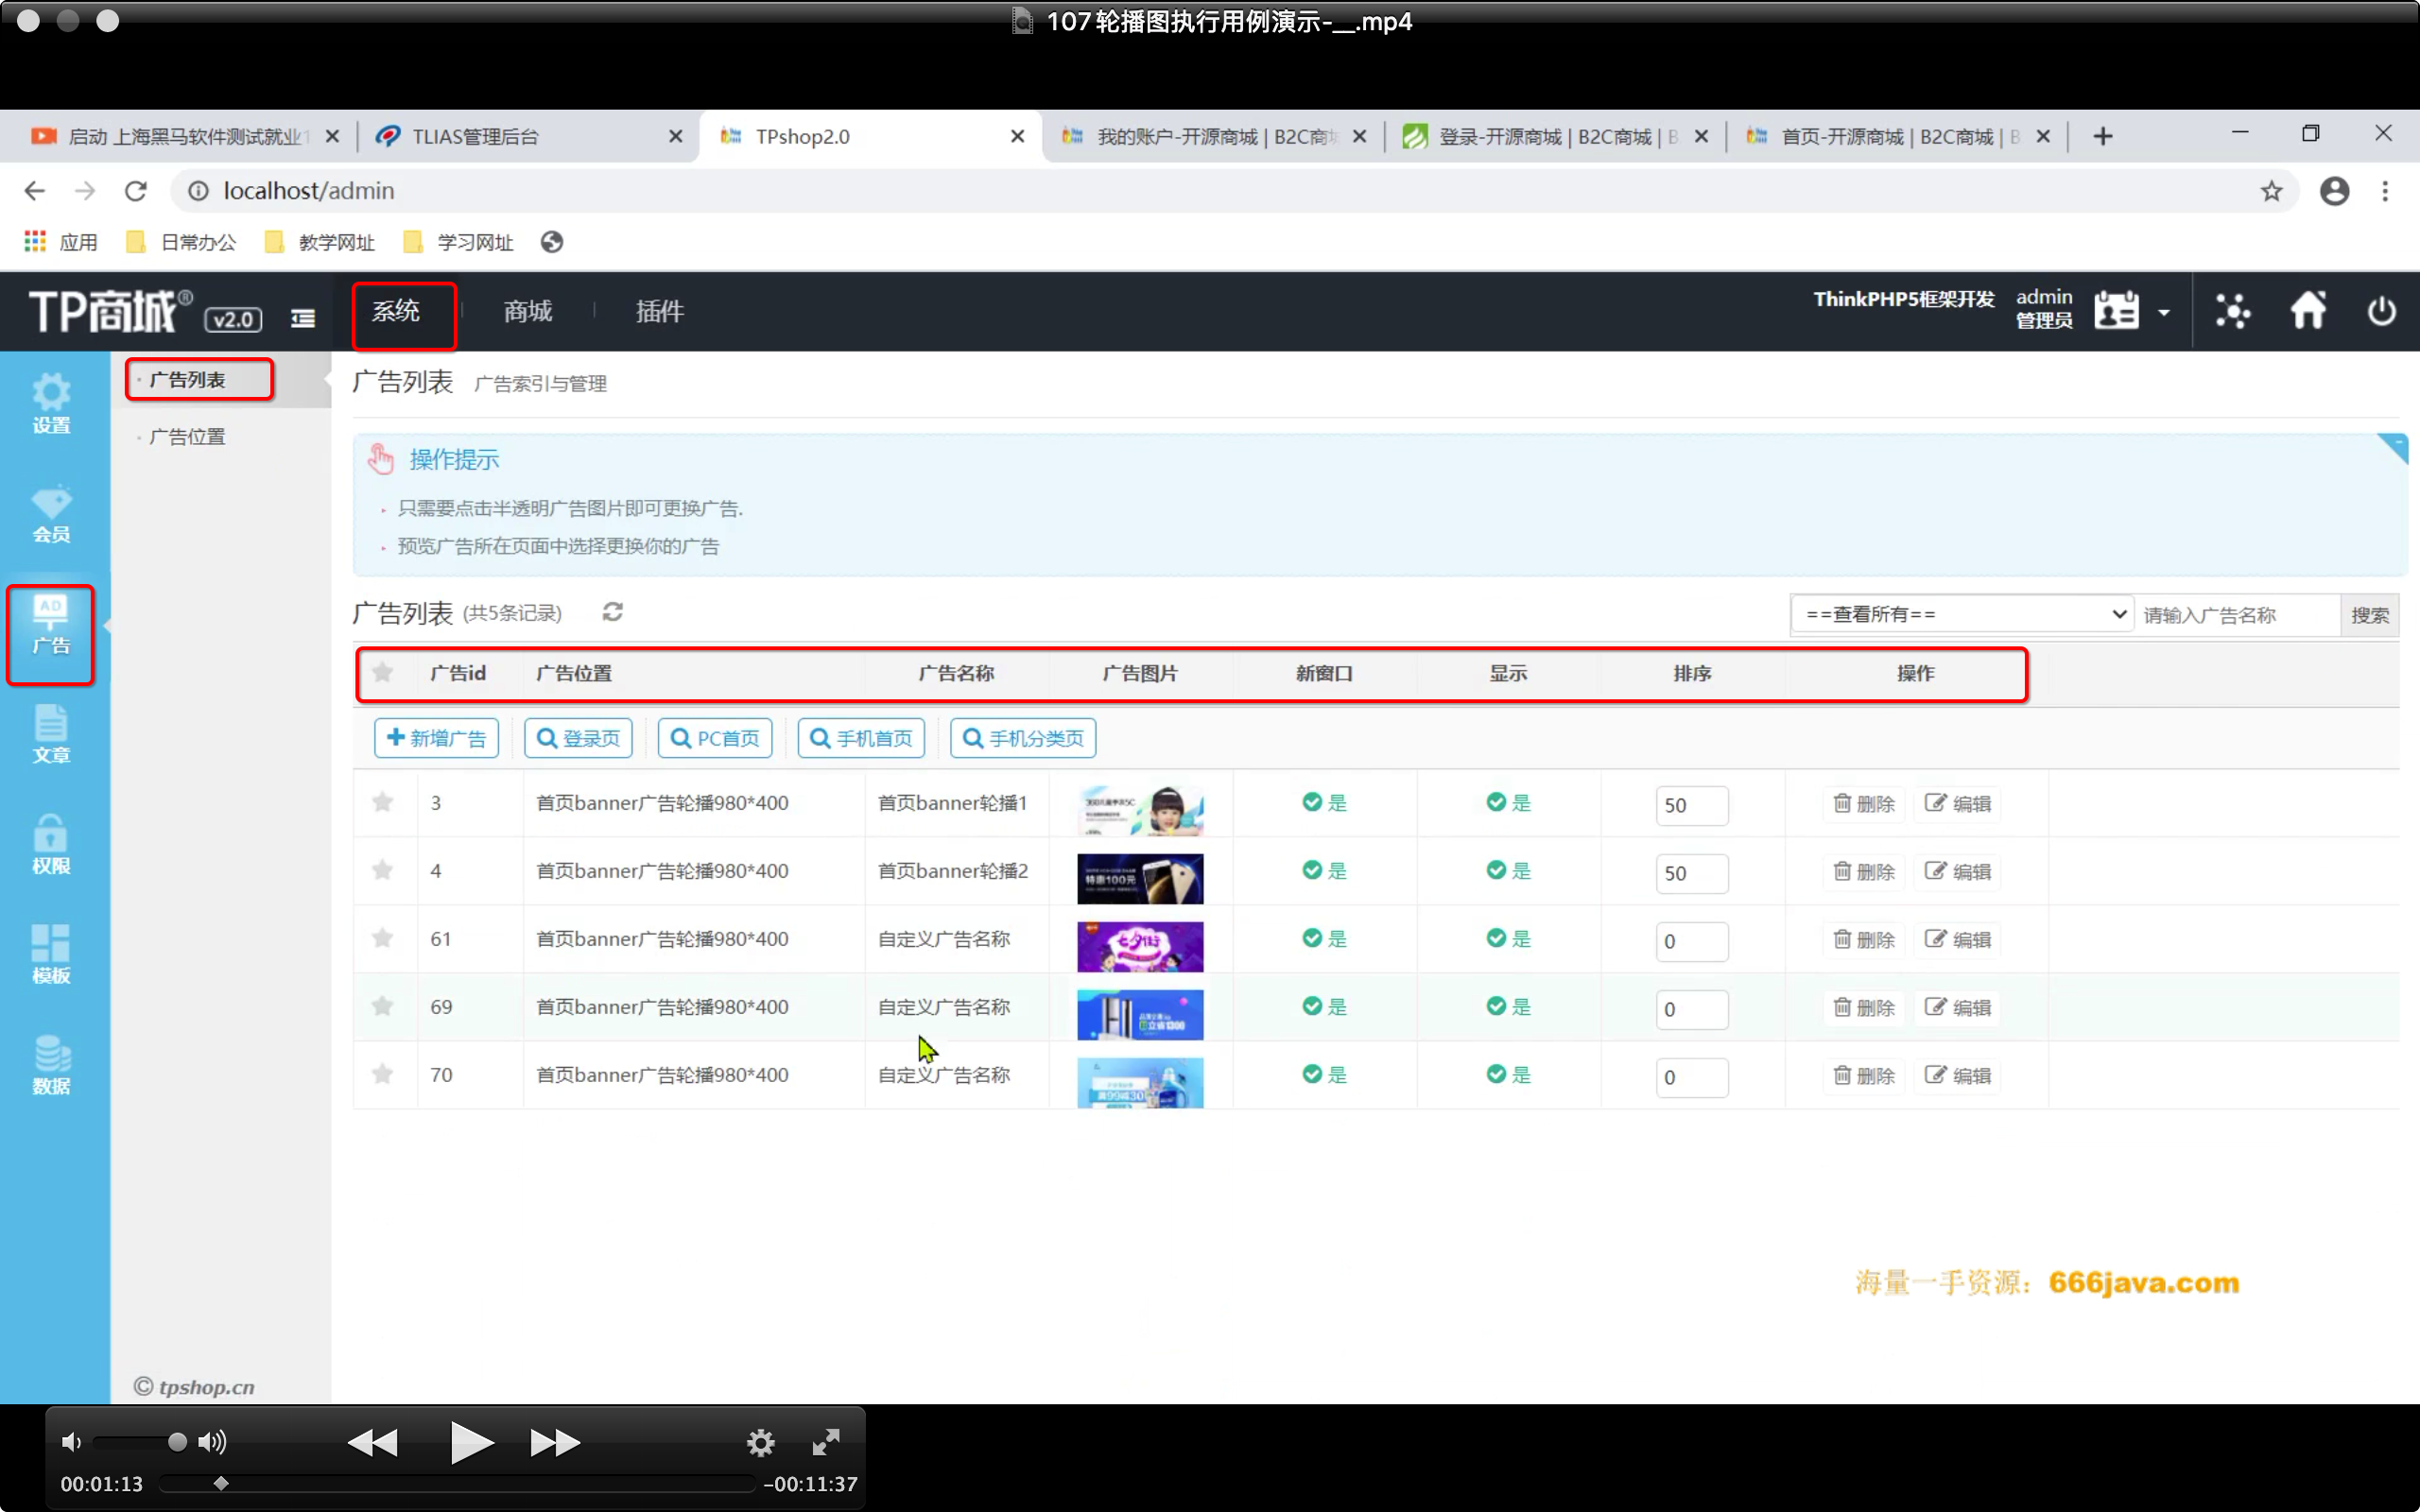 107轮播图执行用例演示-__.mp4
启动 上海黑马软件测试就业1
TLIAS管理后台
TPshop2.0
我的账户-开源商城 | B2C商城
登录-开源商城 | B2C商城 | B
首页-开源商城 | B2C商城 | B
localhost/admin
应用 日常办公 教学网址 学习网址
TP商城® v2.0
系统 商城 插件
ThinkPHP5框架开发
admin
管理员
设置
会员
AD
广告
文章
权限
模板
数据
广告列表
广告位置
© tpshop.cn
广告列表 广告索引与管理
操作提示
只需要点击半透明广告图片即可更换广告.
预览广告所在页面中选择更换你的广告
广告列表 (共5条记录)
==查看所有== 请输入广告名称 搜索
广告id 广告位置 广告名称 广告图片 新窗口 显示 排序 操作
新增广告 登录页 PC首页 手机首页 手机分类页
3 首页banner广告轮播980*400 首页banner轮播1 是 是 50 删除 编辑
4 首页banner广告轮播980*400 首页banner轮播2 特惠100元 是 是 50 删除 编辑
61 首页banner广告轮播980*400 自定义广告名称 七夕街 是 是 0 删除 编辑
69 首页banner广告轮播980*400 自定义广告名称 是 是 0 删除 编辑
70 首页banner广告轮播980*400 自定义广告名称 满99减30 是 是 0 删除 编辑
海量一手资源：666java.com
00:01:13
-00:11:37